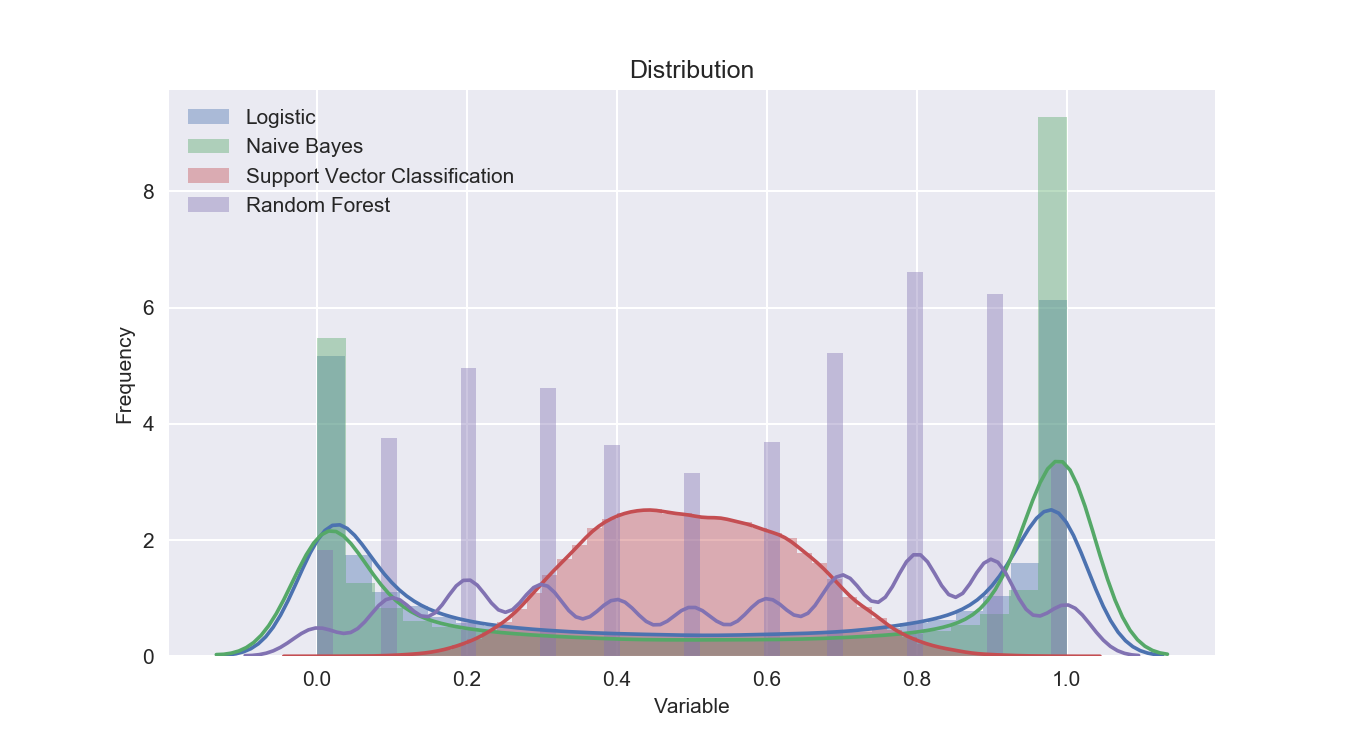 Distribution
Logistic
Naive Bayes
Support Vector Classification
Random Forest
8
6
4
2
0
Frequency
0.0 0.2 0.4 0.6 0.8 1.0
Variable